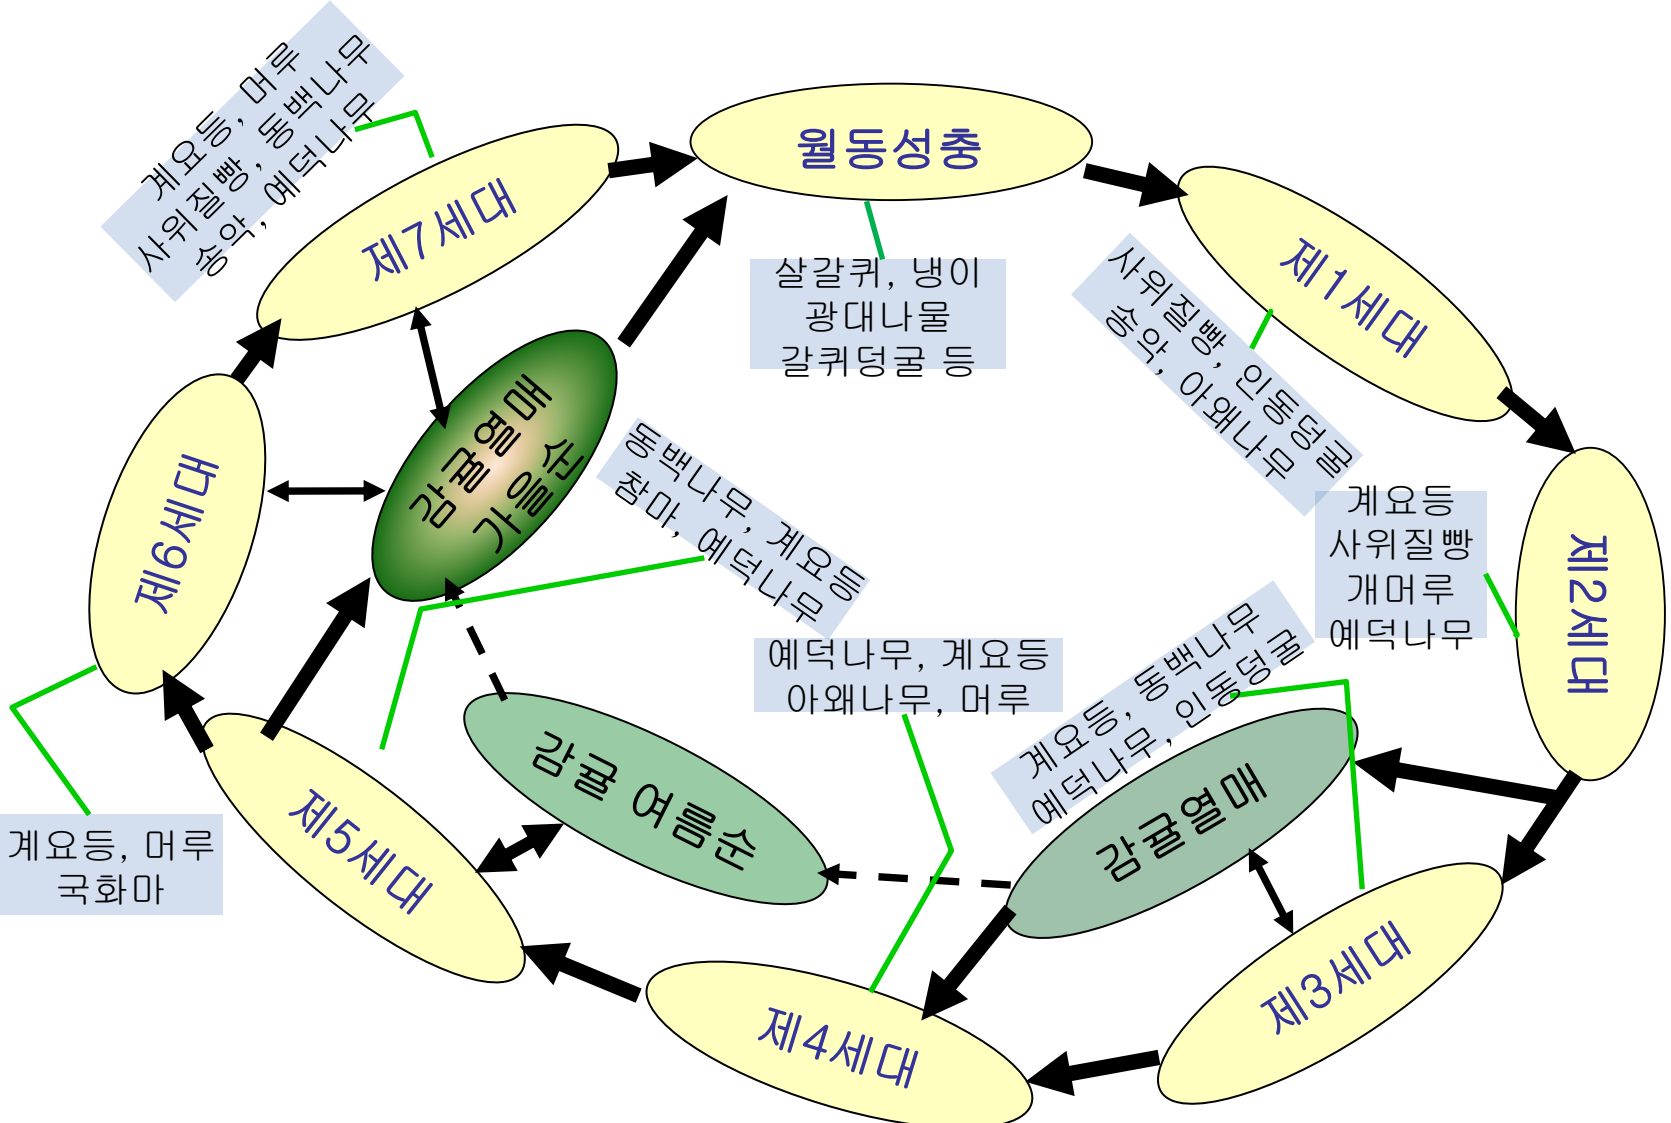 계요등, 머루
사위질빵, 동백나무
송악, 예덕나무
제7세대
월동성충
살갈퀴, 냉이
광대나물
갈퀴덩굴 등
제1세대
사위질빵, 인동덩굴
송악, 아왜나무
제2세대
계요등
사위질빵
개머루
예덕나무
감귤열매
가을순
제6세대
동백나무, 계요등
참마, 예덕나무
예덕나무, 계요등
아왜나무, 머루
계요등, 동백나무
예덕나무, 인동덩굴
감귤열매
감귤 여름순
제5세대
계요등, 머루
국화마
제4세대
제3세대